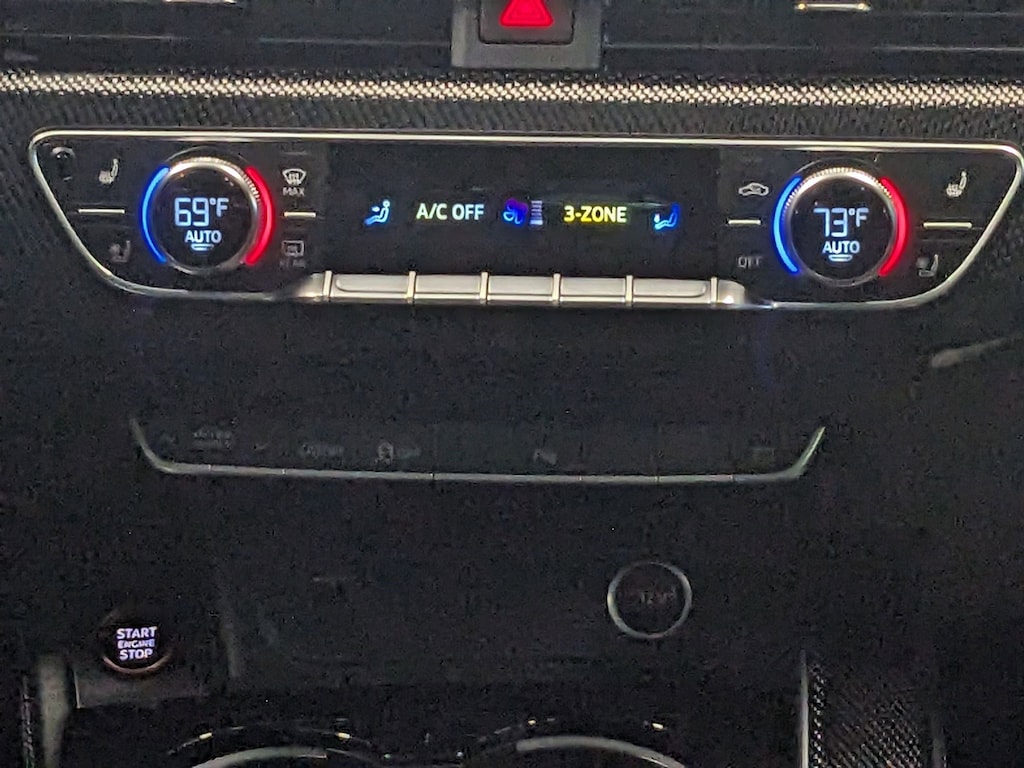 MAX
69°F
AUTO
A/C OFF
3-ZONE
73°F
AUTO
OFF
START
ENGINE
STOP